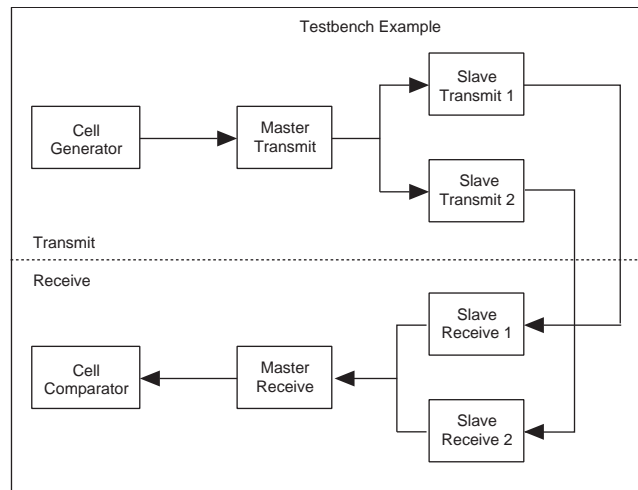 Testbench Example
Slave
Transmit 1
Cell
Generator
Master
Transmit
Slave
Transmit 2
Transmit
Receive
Slave
Receive 1
Cell
Comparator
Master
Receive
Slave
Receive 2